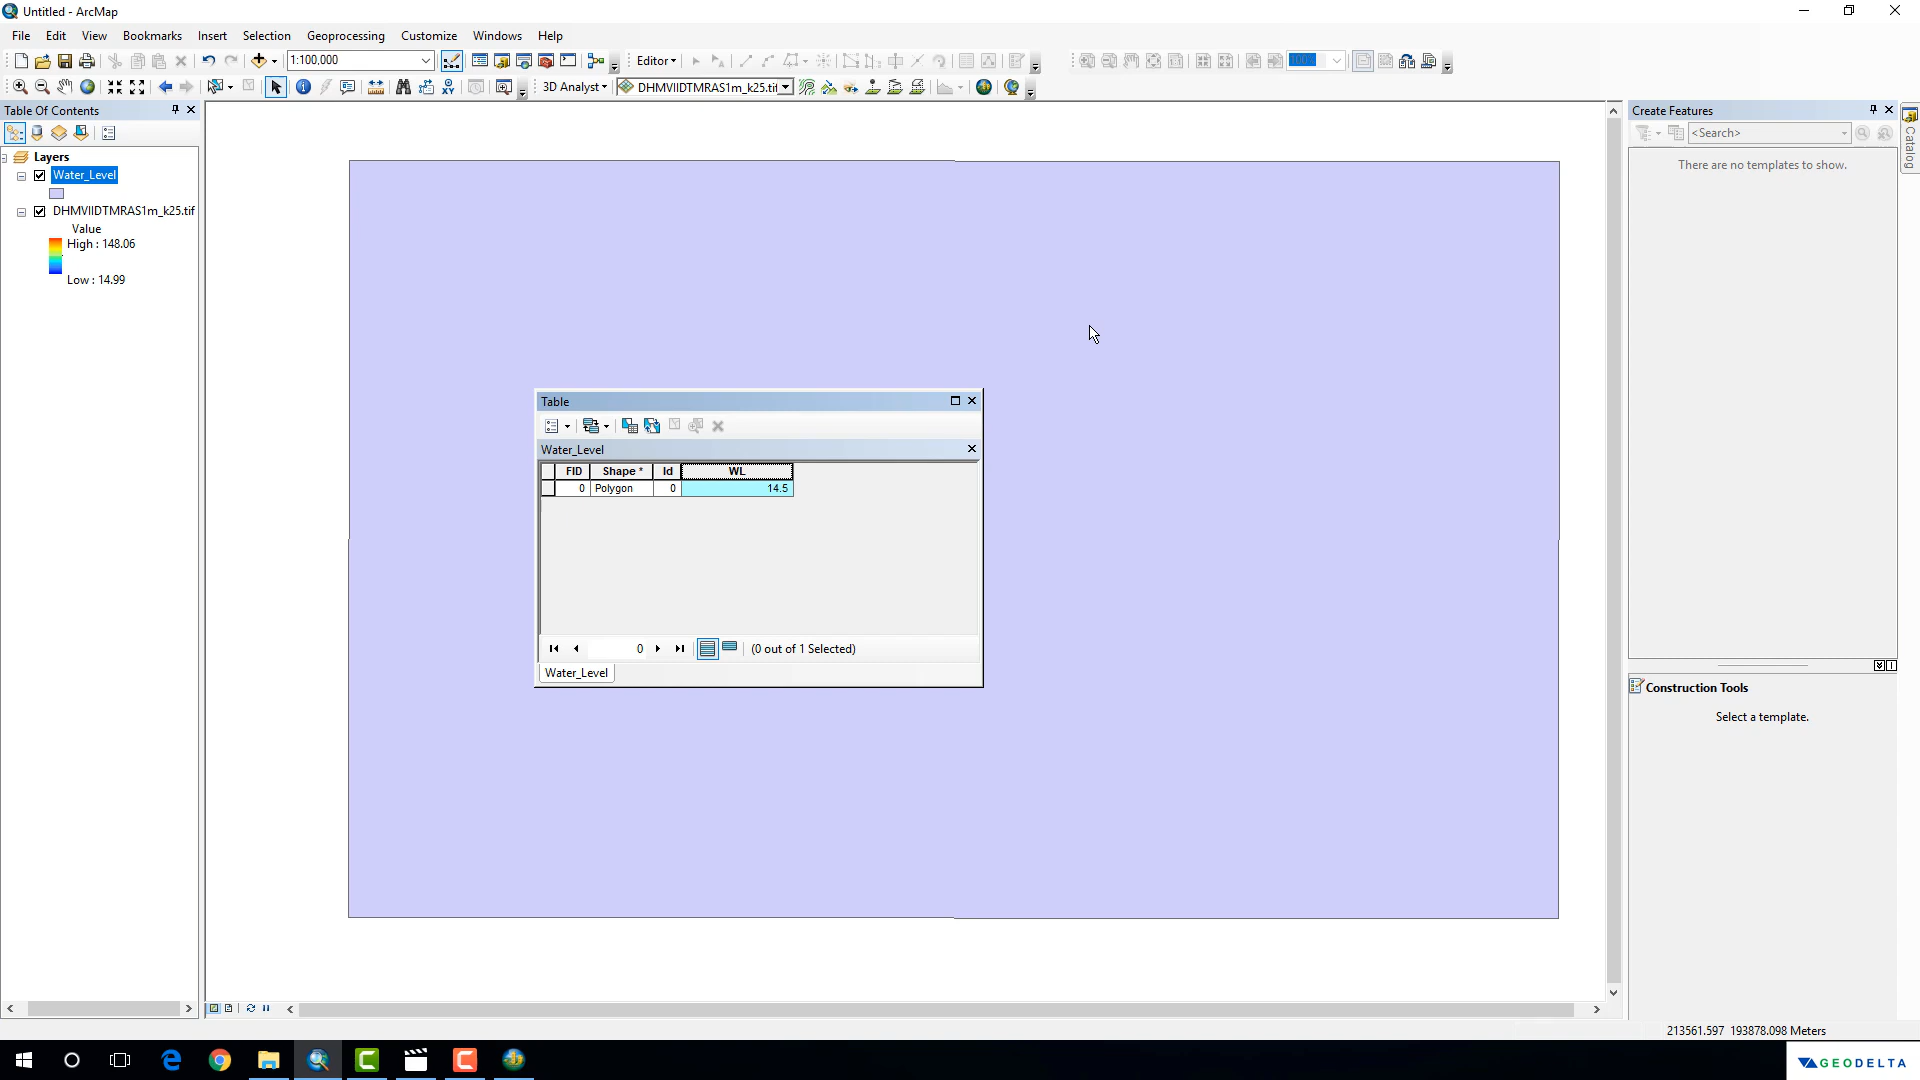 Untitled - ArcMap
File Edit View Bookmarks Insert Selection Geoprocessing Customize Windows Help
1:100,000
Editor
100%
3D Analyst
DHMVIIDTMRAS1m_k25.tif
Table Of Contents
Layers
Water_Level
DHMVIIDTMRAS1m_k25.tif
Value
High : 148.06
Low : 14.99
Table
Water_Level
FID Shape * Id WL
0 Polygon 0 14.5
0
(0 out of 1 Selected)
Water_Level
Create Features
<Search>
There are no templates to show.
Catalog
Construction Tools
Select a template.
213561.597 193878.098 Meters
GEODELTA